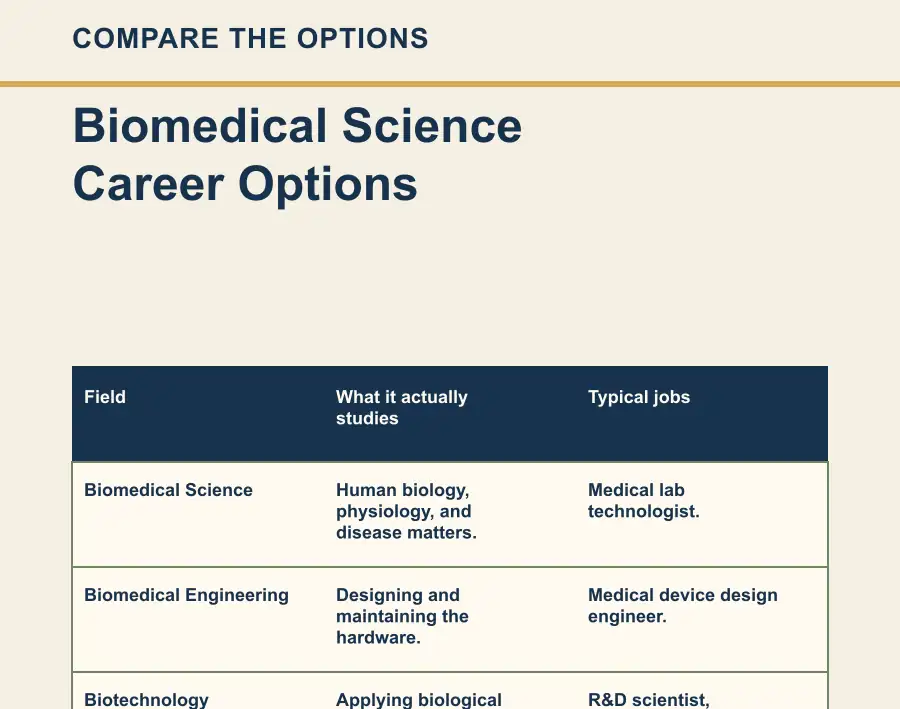 COMPARE THE OPTIONS
Biomedical Science
Career Options
Field
What it actually
studies
Typical jobs
Biomedical Science
Human biology,
physiology, and
disease matters.
Medical lab
technologist.
Biomedical Engineering
Designing and
maintaining the
hardware.
Medical device design
engineer.
Biotechnology
Applying biological
R&D scientist,